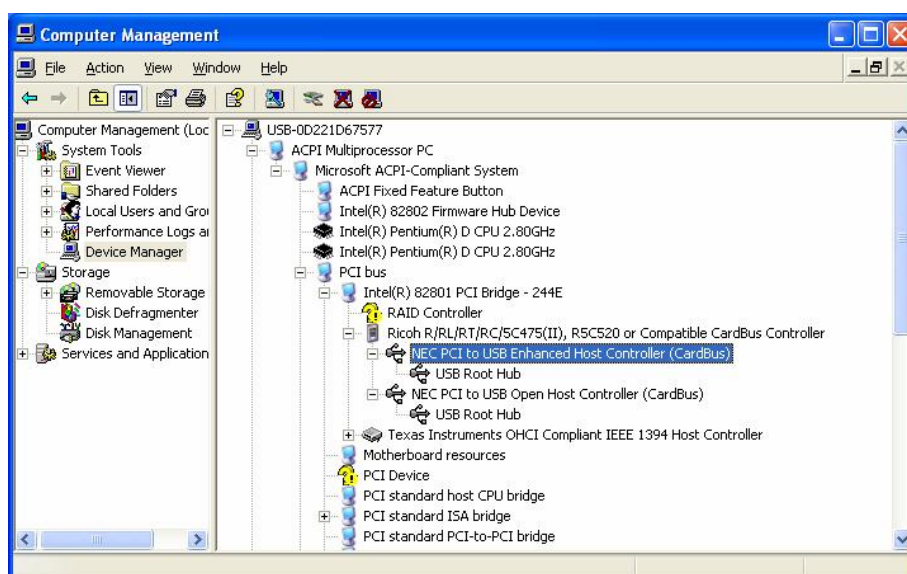 Computer Management
File Action View Window Help
Computer Management (Loc
System Tools
Event Viewer
Shared Folders
Local Users and Grou
Performance Logs a
Device Manager
Storage
Removable Storage
Disk Defragmenter
Disk Management
Services and Application
USB-0D221D67577
ACPI Multiprocessor PC
Microsoft ACPI-Compliant System
ACPI Fixed Feature Button
Intel(R) 82802 Firmware Hub Device
Intel(R) Pentium(R) D CPU 2.80GHz
Intel(R) Pentium(R) D CPU 2.80GHz
PCI bus
Intel(R) 82801 PCI Bridge - 244E
RAID Controller
Ricoh R/RL/RT/RC/5C475(II), R5C520 or Compatible CardBus Controller
NEC PCI to USB Enhanced Host Controller (CardBus)
USB Root Hub
NEC PCI to USB Open Host Controller (CardBus)
USB Root Hub
Texas Instruments OHCI Compliant IEEE 1394 Host Controller
Motherboard resources
PCI Device
PCI standard host CPU bridge
PCI standard ISA bridge
PCI standard PCI-to-PCI bridge